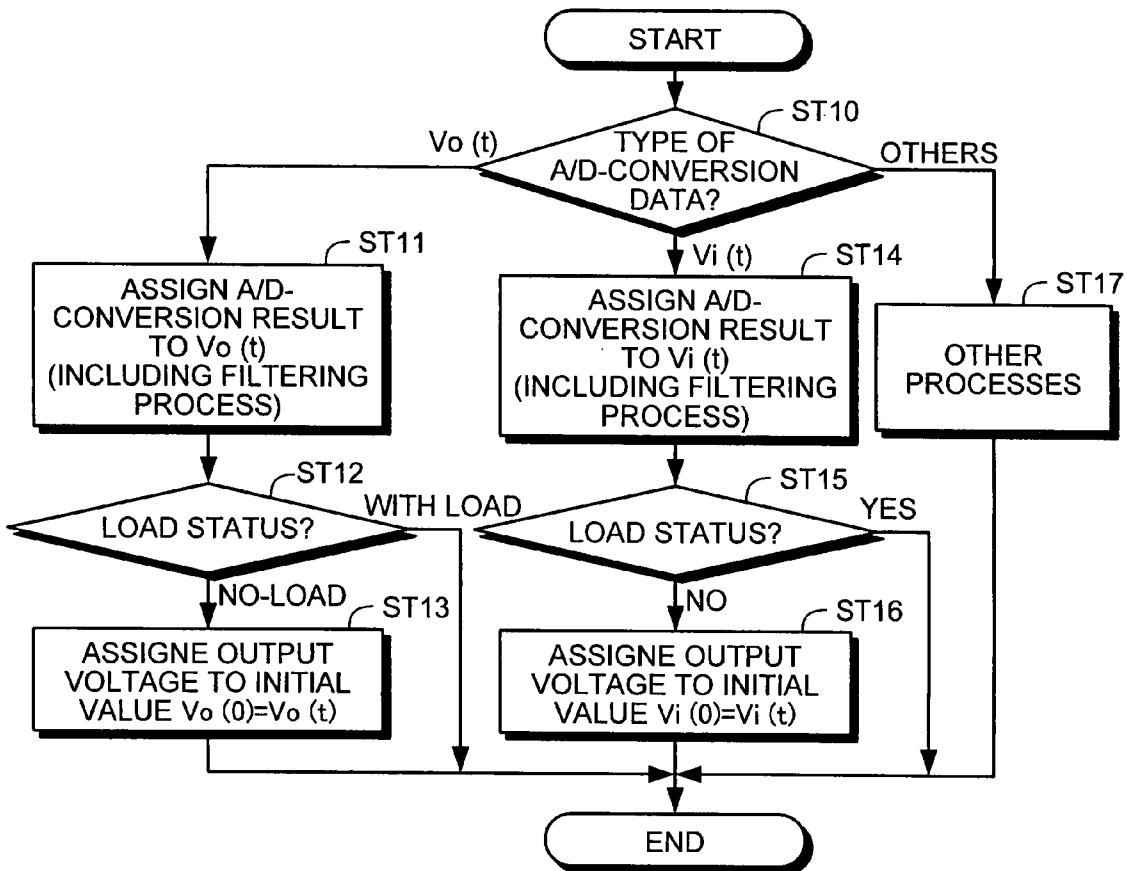 START
ST10
TYPE OF
A/D-CONVERSION
DATA?
Vo (t)
OTHERS
Vi (t)
ST11
ASSIGN A/D-
CONVERSION RESULT
TO Vo (t)
(INCLUDING FILTERING
PROCESS)
ST14
ASSIGN A/D-
CONVERSION RESULT
TO Vi (t)
(INCLUDING FILTERING
PROCESS)
ST17
OTHER
PROCESSES
ST12
LOAD STATUS?
WITH LOAD
NO-LOAD
ST15
LOAD STATUS?
YES
NO
ST13
ASSIGNE OUTPUT
VOLTAGE TO INITIAL
VALUE Vo (0)=Vo (t)
ST16
ASSIGNE OUTPUT
VOLTAGE TO INITIAL
VALUE Vi (0)=Vi (t)
END